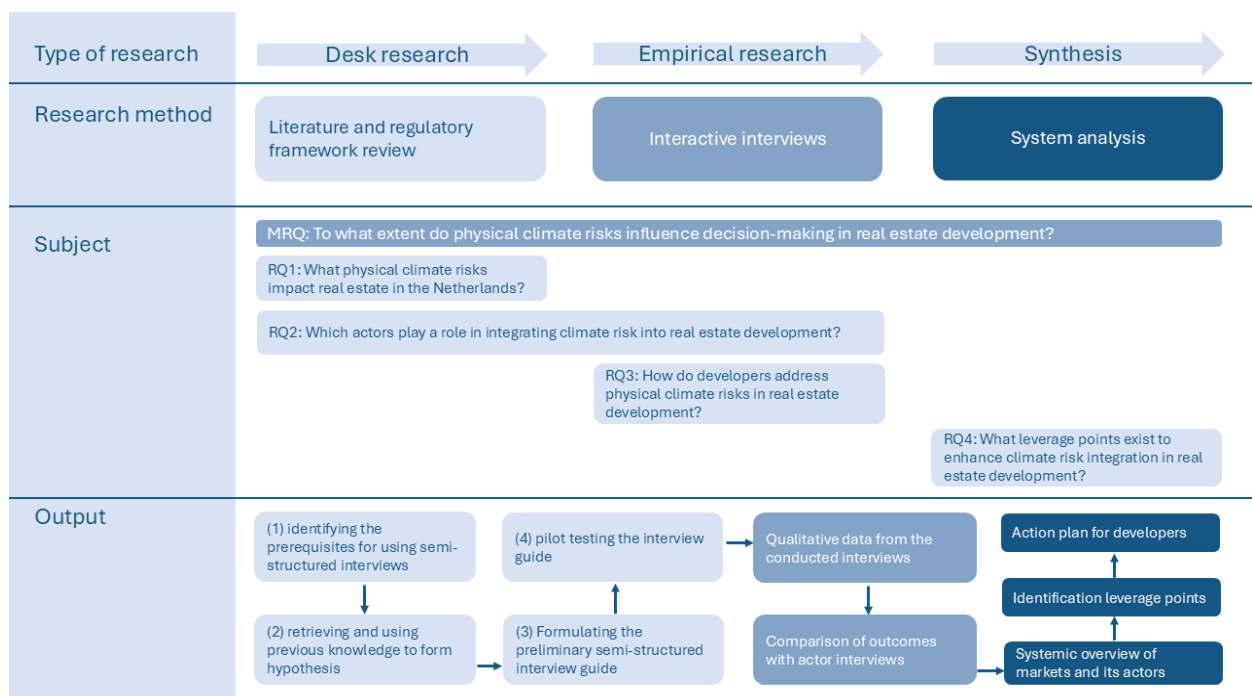 Type of research
Desk research
Empirical research
Synthesis
Research method
Literature and regulatory
framework review
Interactive interviews
System analysis
Subject
MRQ: To what extent do physical climate risks influence decision-making in real estate development?
RQ1: What physical climate risks
impact real estate in the Netherlands?
RQ2: Which actors play a role in integrating climate risk into real estate development?
RQ3: How do developers address
physical climate risks in real estate
development?
RQ4: What leverage points exist to
enhance climate risk integration in real
estate development?
Output
(1) identifying the
prerequisites for using semi-
structured interviews
(2) retrieving and using
previous knowledge to form
hypothesis
(3) Formulating the
preliminary semi-structured
interview guide
(4) pilot testing the interview
guide
Qualitative data from the
conducted interviews
Comparison of outcomes
with actor interviews
Systemic overview of
markets and its actors
Identification leverage points
Action plan for developers